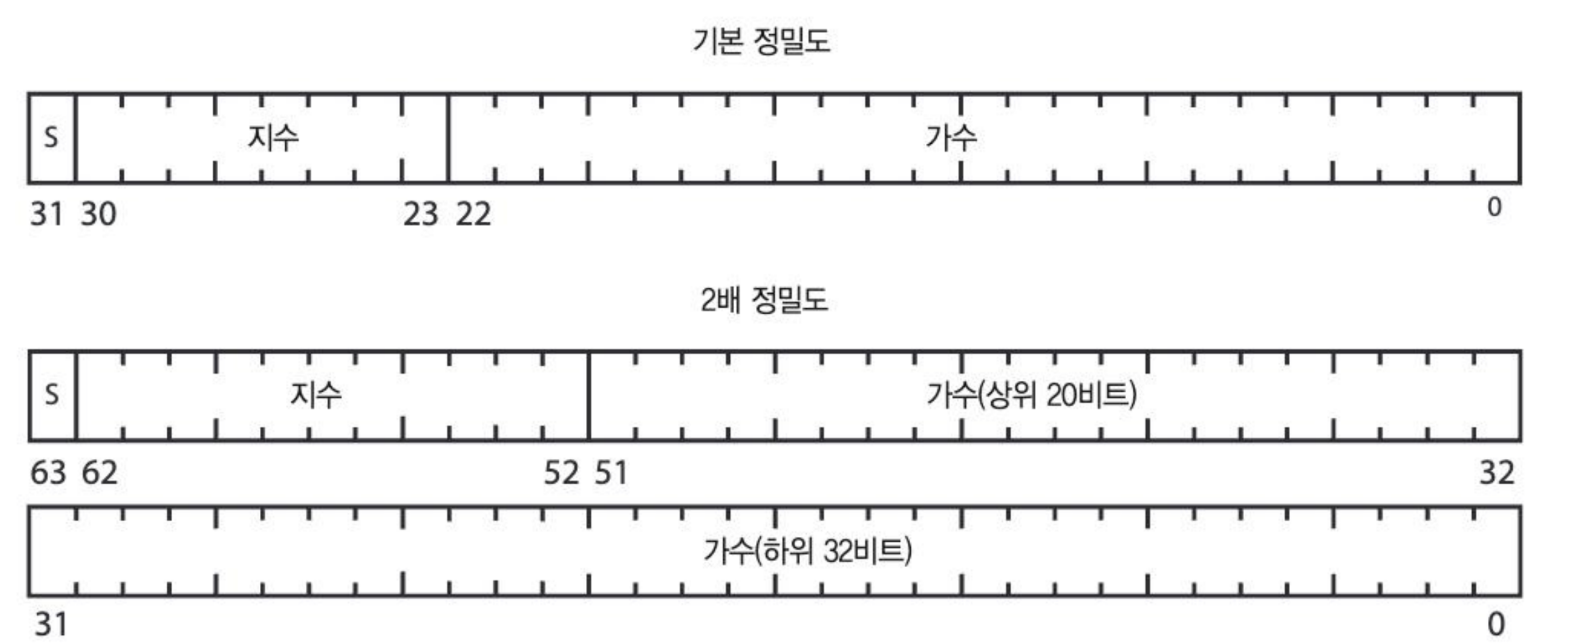 기본 정밀도
S 지수 가수
31 30 23 22 0
2배 정밀도
S 지수 가수(상위 20비트)
63 62 52 51 32
가수(하위 32비트)
31 0